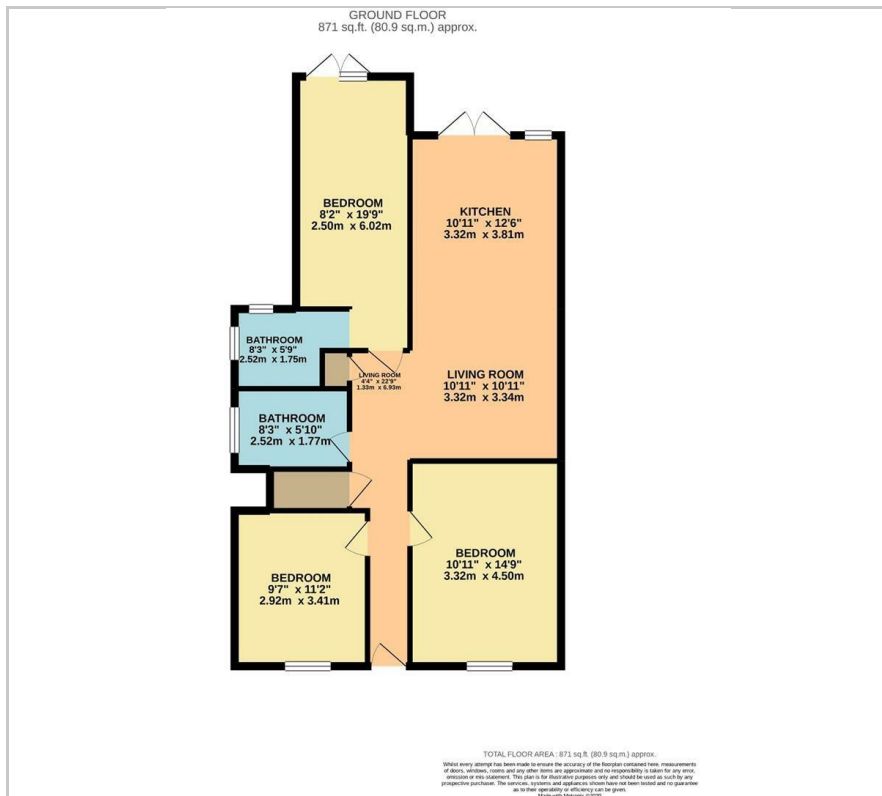 GROUND FLOOR
871 sq.ft. (80.9 sq.m.) approx.
BEDROOM
8'2" x 19'9"
2.50m x 6.02m
KITCHEN
10'11" x 12'6"
3.32m x 3.81m
BATHROOM
8'3" x 5'9"
2.52m x 1.75m
LIVING ROOM
4'4" x 22'9"
1.33m x 6.93m
LIVING ROOM
10'11" x 10'11"
3.32m x 3.34m
BATHROOM
8'3" x 5'10"
2.52m x 1.77m
BEDROOM
9'7" x 11'2"
2.92m x 3.41m
BEDROOM
10'11" x 14'9"
3.32m x 4.50m
TOTAL FLOOR AREA : 871 sq.ft. (80.9 sq.m.) approx.
Whilst every attempt has been made to ensure the accuracy of the floorplan contained here, measurements
of doors, windows, rooms and any other items are approximate and no responsibility is taken for any error,
omission or mis-statement. This plan is for illustrative purposes only and should be used as such by any
prospective purchaser. The services, systems and appliances shown have not been tested and no guarantee
as to their operability or efficiency can be given.
Made with Metropix ©2020